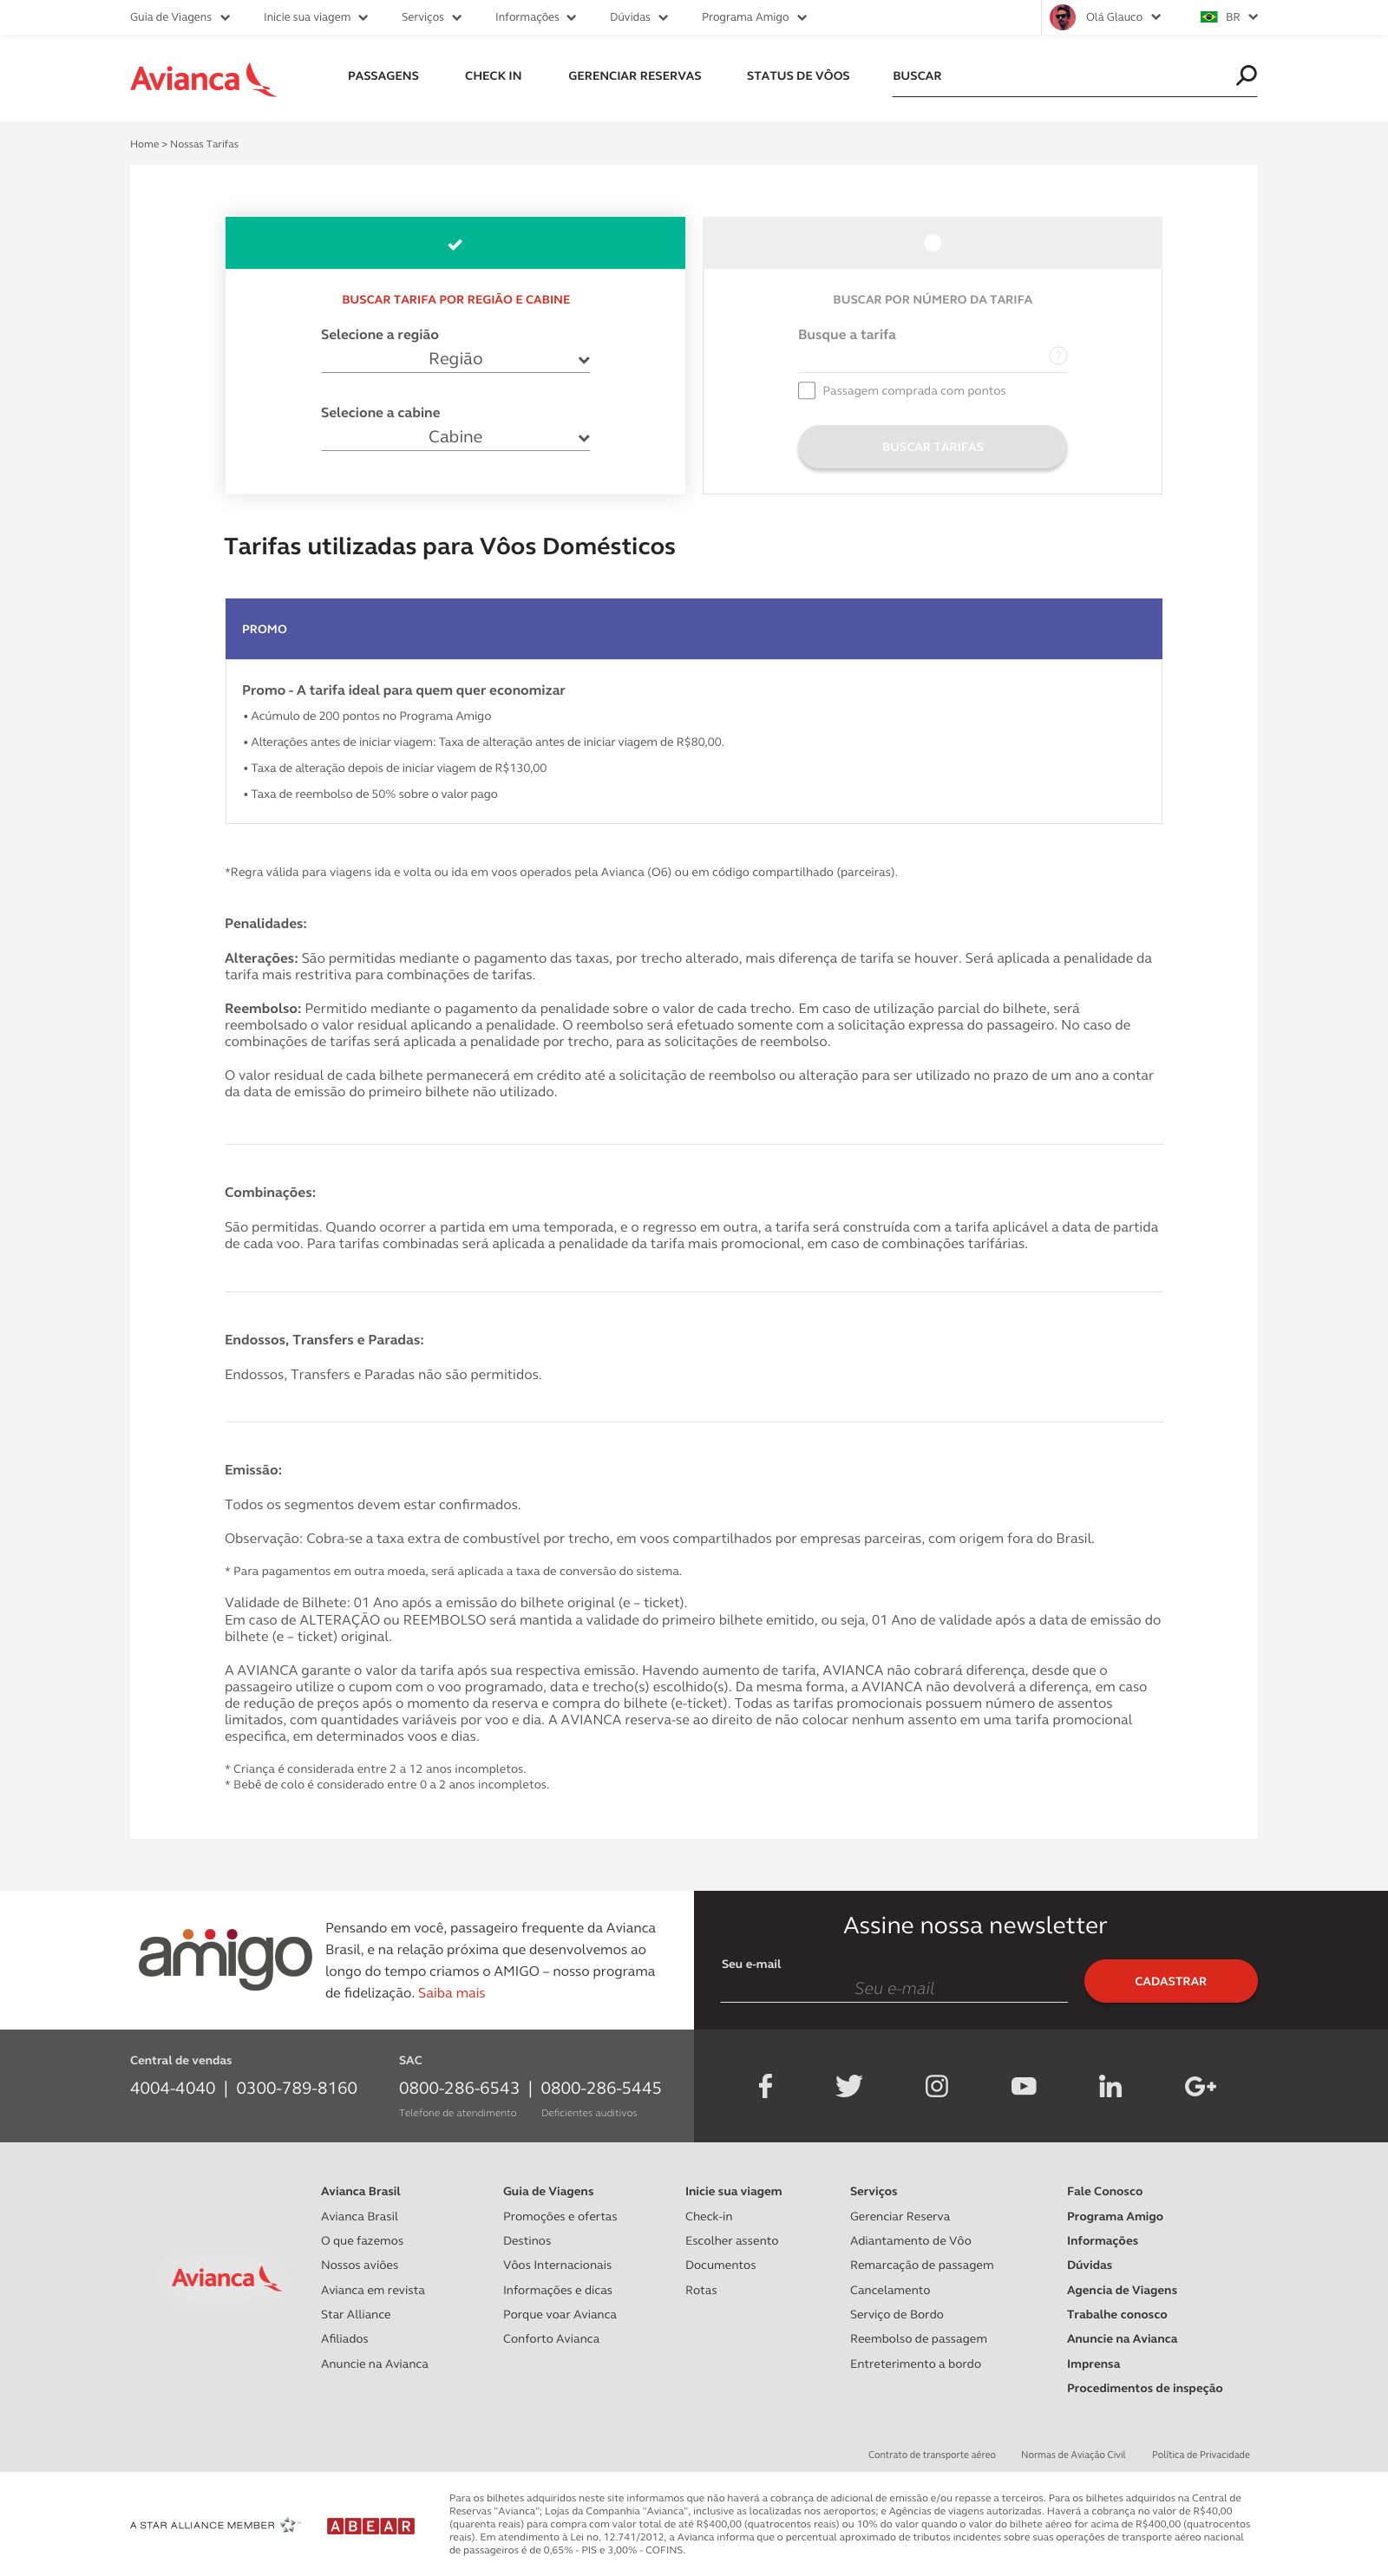 Guia de Viagens Inicie sua viagem Serviços Informações Dúvidas Programa Amigo Olá Glauco BR
Avianca PASSAGENS CHECK IN GERENCIAR RESERVAS STATUS DE VÔOS BUSCAR
Home > Nossas Tarifas
BUSCAR TARIFA POR REGIÃO E CABINE
Selecione a região
Região
Selecione a cabine
Cabine
BUSCAR POR NÚMERO DA TARIFA
Busque a tarifa
?
Passagem comprada com pontos
BUSCAR TARIFAS
Tarifas utilizadas para Vôos Domésticos
PROMO
Promo - A tarifa ideal para quem quer economizar
• Acúmulo de 200 pontos no Programa Amigo
• Alterações antes de iniciar viagem: Taxa de alteração antes de iniciar viagem de R$80,00.
• Taxa de alteração depois de iniciar viagem de R$130,00
• Taxa de reembolso de 50% sobre o valor pago
*Regra válida para viagens ida e volta ou ida em voos operados pela Avianca (O6) ou em código compartilhado (parceiras).
Penalidades:
Alterações: São permitidas mediante o pagamento das taxas, por trecho alterado, mais diferença de tarifa se houver. Será aplicada a penalidade da
tarifa mais restritiva para combinações de tarifas.
Reembolso: Permitido mediante o pagamento da penalidade sobre o valor de cada trecho. Em caso de utilização parcial do bilhete, será
reembolsado o valor residual aplicando a penalidade. O reembolso será efetuado somente com a solicitação expressa do passageiro. No caso de
combinações de tarifas será aplicada a penalidade por trecho, para as solicitações de reembolso.
O valor residual de cada bilhete permanecerá em crédito até a solicitação de reembolso ou alteração para ser utilizado no prazo de um ano a contar
da data de emissão do primeiro bilhete não utilizado.
Combinações:
São permitidas. Quando ocorrer a partida em uma temporada, e o regresso em outra, a tarifa será construída com a tarifa aplicável a data de partida
de cada voo. Para tarifas combinadas será aplicada a penalidade da tarifa mais promocional, em caso de combinações tarifárias.
Endossos, Transfers e Paradas:
Endossos, Transfers e Paradas não são permitidos.
Emissão:
Todos os segmentos devem estar confirmados.
Observação: Cobra-se a taxa extra de combustível por trecho, em voos compartilhados por empresas parceiras, com origem fora do Brasil.
* Para pagamentos em outra moeda, será aplicada a taxa de conversão do sistema.
Validade de Bilhete: 01 Ano após a emissão do bilhete original (e – ticket).
Em caso de ALTERAÇÃO ou REEMBOLSO será mantida a validade do primeiro bilhete emitido, ou seja, 01 Ano de validade após a data de emissão do
bilhete (e – ticket) original.
A AVIANCA garante o valor da tarifa após sua respectiva emissão. Havendo aumento de tarifa, AVIANCA não cobrará diferença, desde que o
passageiro utilize o cupom com o voo programado, data e trecho(s) escolhido(s). Da mesma forma, a AVIANCA não devolverá a diferença, em caso
de redução de preços após o momento da reserva e compra do bilhete (e-ticket). Todas as tarifas promocionais possuem número de assentos
limitados, com quantidades variáveis por voo e dia. A AVIANCA reserva-se ao direito de não colocar nenhum assento em uma tarifa promocional
especifica, em determinados voos e dias.
* Criança é considerada entre 2 a 12 anos incompletos.
* Bebê de colo é considerado entre 0 a 2 anos incompletos.
amigo
Pensando em você, passageiro frequente da Avianca
Brasil, e na relação próxima que desenvolvemos ao
longo do tempo criamos o AMIGO – nosso programa
de fidelização. Saiba mais
Assine nossa newsletter
Seu e-mail
Seu e-mail
CADASTRAR
Central de vendas
4004-4040 | 0300-789-8160
SAC
0800-286-6543 | 0800-286-5445
Telefone de atendimento Deficientes auditivos
Avianca
Avianca Brasil
Avianca Brasil
O que fazemos
Nossos aviões
Avianca em revista
Star Alliance
Afiliados
Anuncie na Avianca
Guia de Viagens
Promoções e ofertas
Destinos
Vôos Internacionais
Informações e dicas
Porque voar Avianca
Conforto Avianca
Inicie sua viagem
Check-in
Escolher assento
Documentos
Rotas
Serviços
Gerenciar Reserva
Adiantamento de Vôo
Remarcação de passagem
Cancelamento
Serviço de Bordo
Reembolso de passagem
Entreterimento a bordo
Fale Conosco
Programa Amigo
Informações
Dúvidas
Agencia de Viagens
Trabalhe conosco
Anuncie na Avianca
Imprensa
Procedimentos de inspeção
Contrato de transporte aéreo Normas de Aviação Civil Política de Privacidade
A STAR ALLIANCE MEMBER
ABEAR
Para os bilhetes adquiridos neste site informamos que não haverá a cobrança de adicional de emissão e/ou repasse a terceiros. Para os bilhetes adquiridos na Central de
Reservas "Avianca"; Lojas da Companhia "Avianca", inclusive as localizadas nos aeroportos; e Agências de viagens autorizadas. Haverá a cobrança no valor de R$40,00
(quarenta reais) para compra com valor total de até R$400,00 (quatrocentos reais) ou 10% do valor quando o valor do bilhete aéreo for acima de R$400,00 (quatrocentos
reais). Em atendimento à Lei no. 12.741/2012, a Avianca informa que o percentual aproximado de tributos incidentes sobre suas operações de transporte aéreo nacional
de passageiros é de 0,65% - PIS e 3,00% - COFINS.